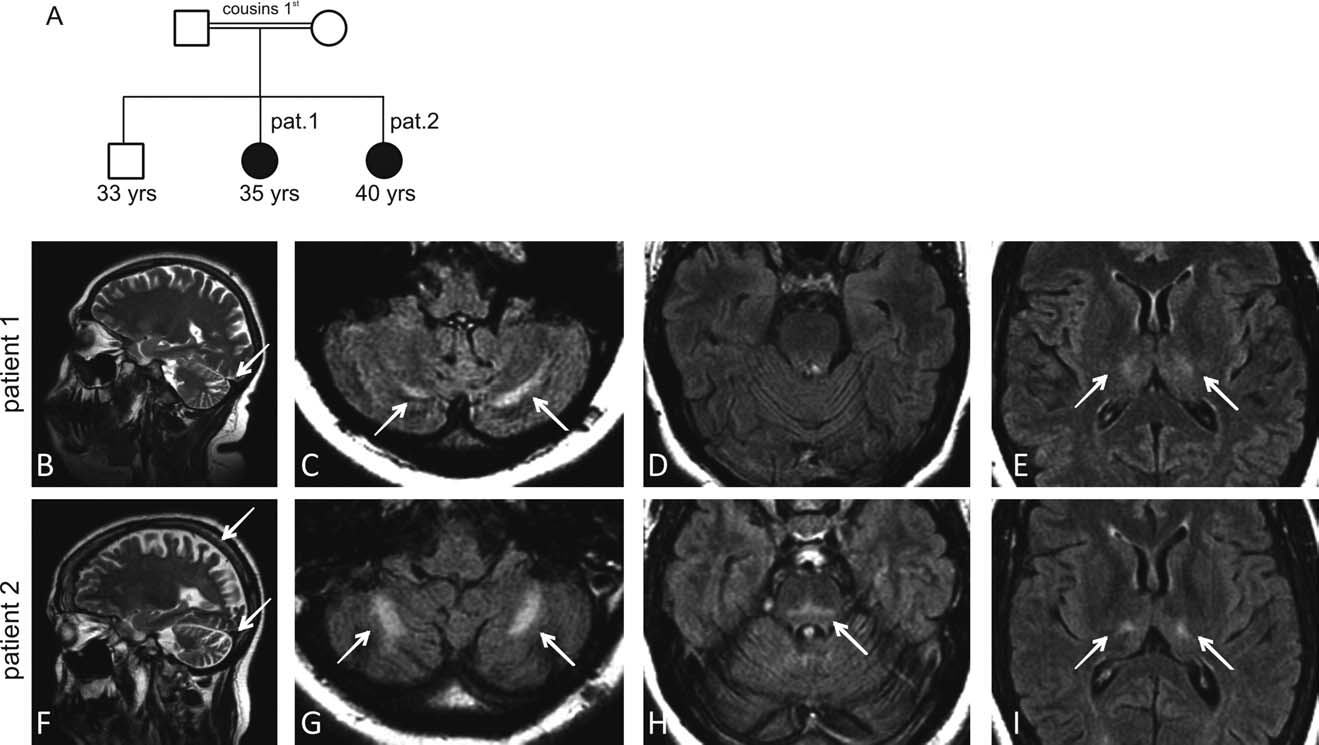 A
cousins 1st
pat.1
pat.2
33 yrs
35 yrs
40 yrs
patient 1
B
C
D
E
patient 2
F
G
H
I